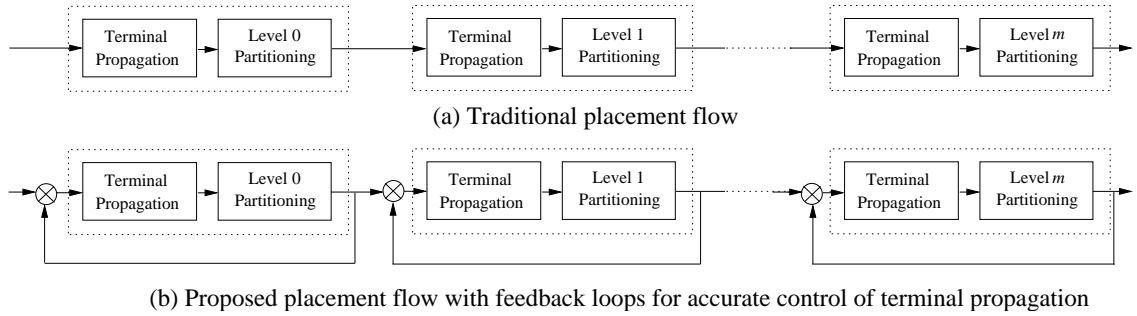 Terminal Propagation
Level 0 Partitioning
Terminal Propagation
Level 1 Partitioning
Terminal Propagation
Level m Partitioning
(a) Traditional placement flow
Terminal Propagation
Level 0 Partitioning
Terminal Propagation
Level 1 Partitioning
Terminal Propagation
Level m Partitioning
(b) Proposed placement flow with feedback loops for accurate control of terminal propagation